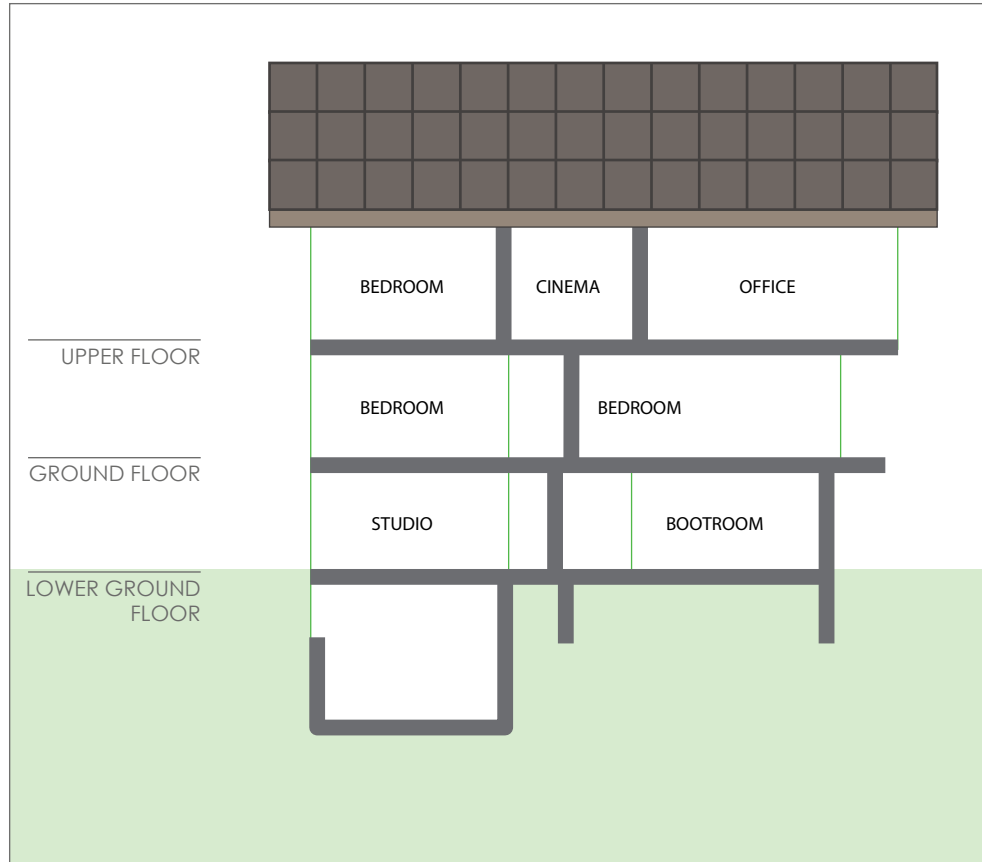 BEDROOM
CINEMA
OFFICE
UPPER FLOOR
BEDROOM
BEDROOM
GROUND FLOOR
STUDIO
BOOTROOM
LOWER GROUND
FLOOR